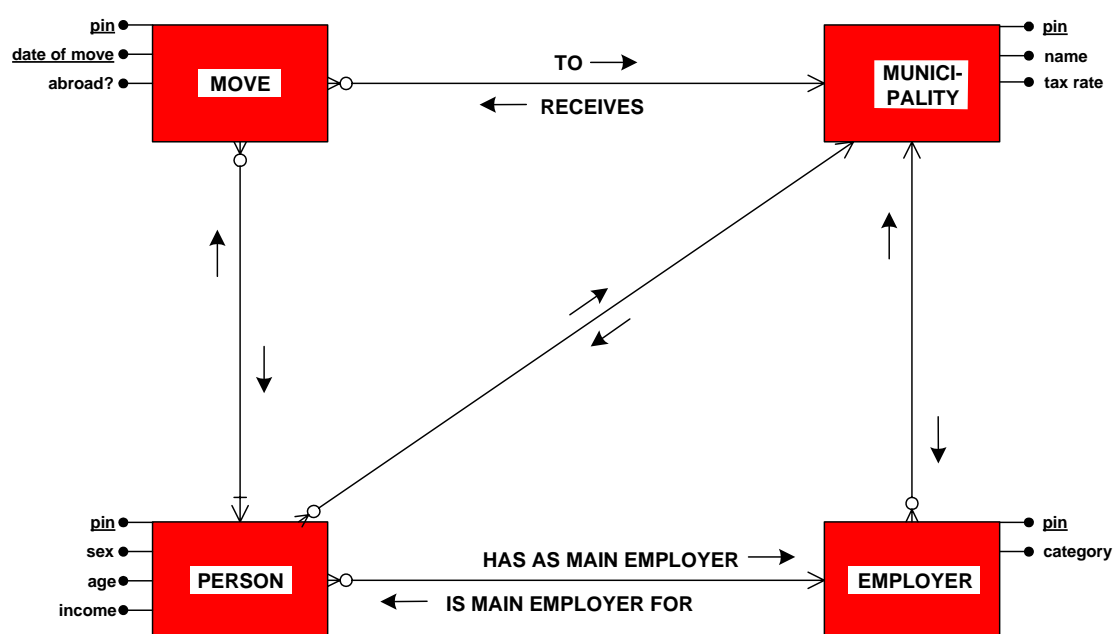 pin
date of move
abroad?
MOVE
TO
RECEIVES
MUNICI-
PALITY
pin
name
tax rate
pin
sex
age
income
PERSON
HAS AS MAIN EMPLOYER
IS MAIN EMPLOYER FOR
EMPLOYER
pin
category